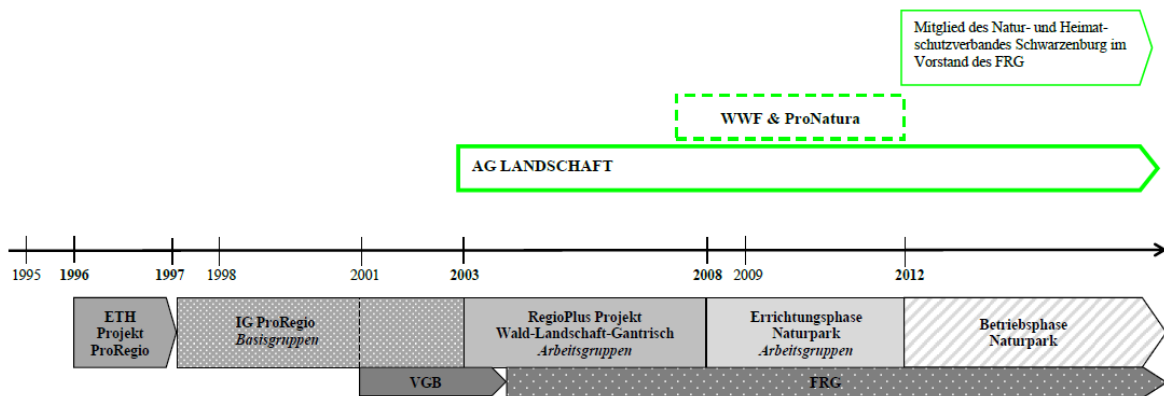 Mitglied des Natur- und Heimat-
schutzverbandes Schwarzenburg im
Vorstand des FRG
WWF & ProNatura
AG LANDSCHAFT
1995 1996 1997 1998 2001 2003 2008 2009 2012
ETH
Projekt
ProRegio
IG ProRegio
Basisgruppen
RegioPlus Projekt
Wald-Landschaft-Gantrisch
Arbeitsgruppen
Errichtungsphase
Naturpark
Arbeitsgruppen
Betriebsphase
Naturpark
VGB
FRG